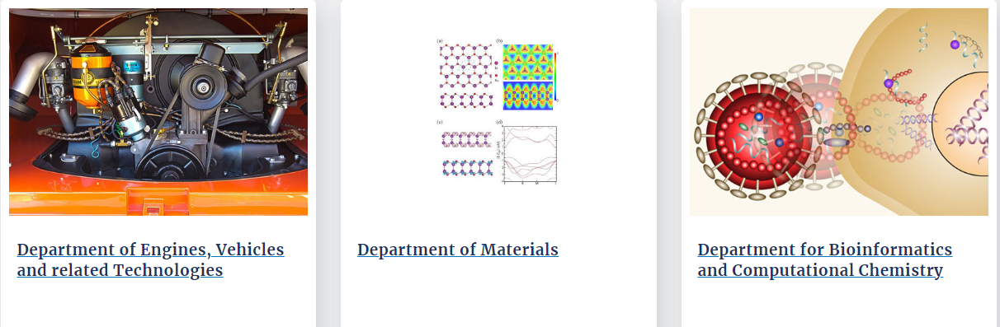 (a)
(b)
(c)
(d)
Department of Engines, Vehicles
and related Technologies
Department of Materials
Department for Bioinformatics
and Computational Chemistry